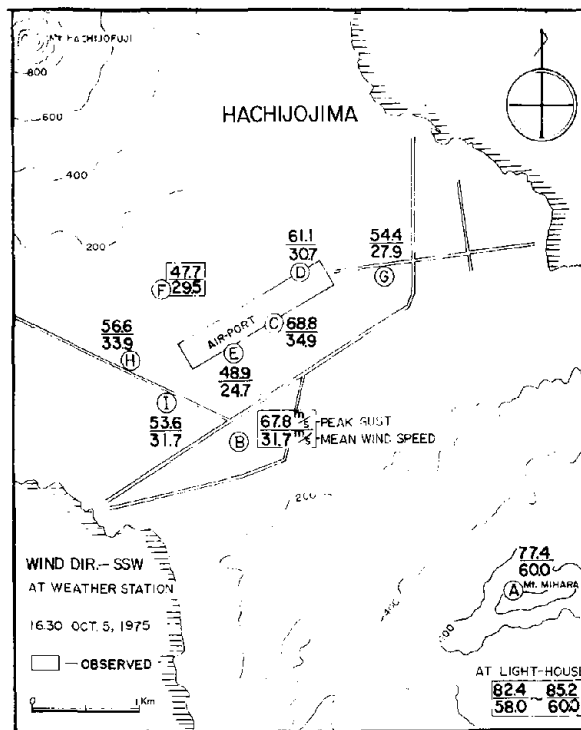 MT. HACHIJOFUJI
800
600
400
200
HACHIJOJIMA
61.1
30.7
D
54.4
27.9
G
47.7
29.5
F
AIR-PORT
C
68.8
34.9
E
48.9
24.7
56.6
33.9
H
I
53.6
31.7
B
67.8 m/s PEAK GUST
31.7 m/s MEAN WIND SPEED
200
400
77.4
60.0
A MT. MIHARA
WIND DIR.— SSW
AT WEATHER STATION
16.30 OCT. 5, 1975
— OBSERVED
0 1 Km
AT LIGHT-HOUSE
82.4 ~ 85.2
58.0 60.0